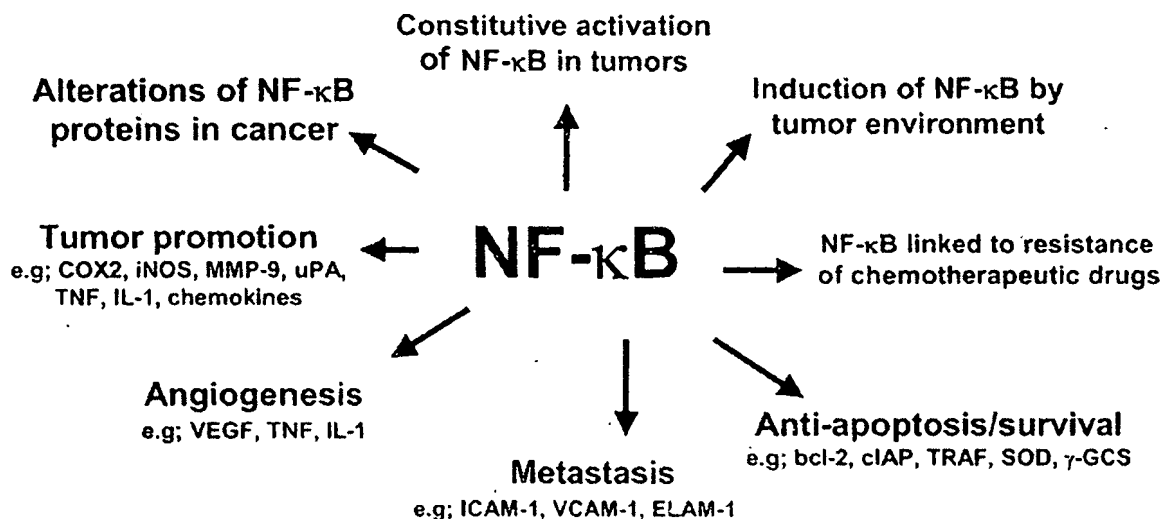 Constitutive activation
of NF-κB in tumors
Alterations of NF-κB
proteins in cancer
Induction of NF-κB by
tumor environment
Tumor promotion
e.g; COX2, iNOS, MMP-9, uPA,
TNF, IL-1, chemokines
NF-κB
NF-κB linked to resistance
of chemotherapeutic drugs
Angiogenesis
e.g; VEGF, TNF, IL-1
Anti-apoptosis/survival
e.g; bcl-2, cIAP, TRAF, SOD, γ-GCS
Metastasis
e.g; ICAM-1, VCAM-1, ELAM-1